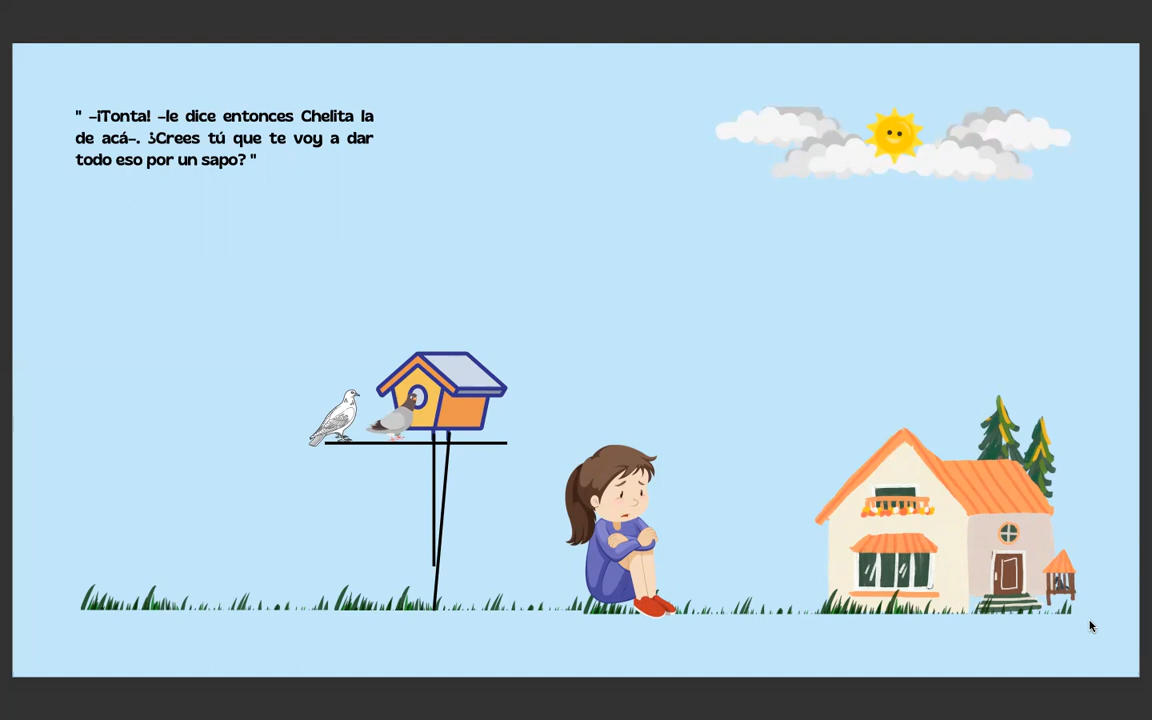 " -¡Tonta! -le dice entonces Chelita la
de acá-. ¿Crees tú que te voy a dar
todo eso por un sapo? "